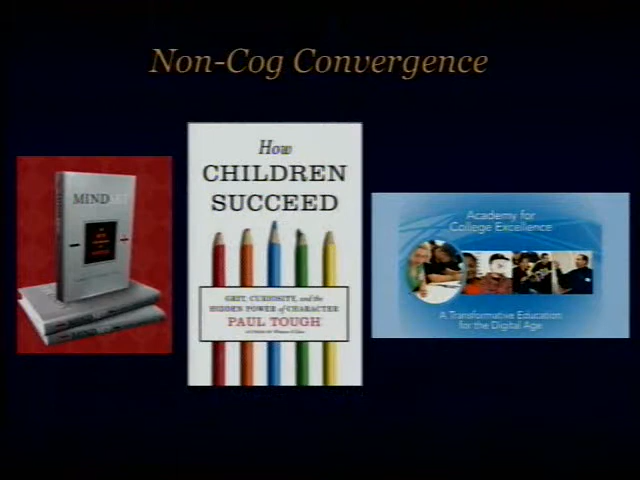 Non-Cog Convergence
MINDSET
How
CHILDREN
SUCCEED
GRIT, CURIOSITY, and the
HIDDEN POWER of CHARACTER
PAUL TOUGH
Academy for
College Excellence
A Transformative Education
for the Digital Age